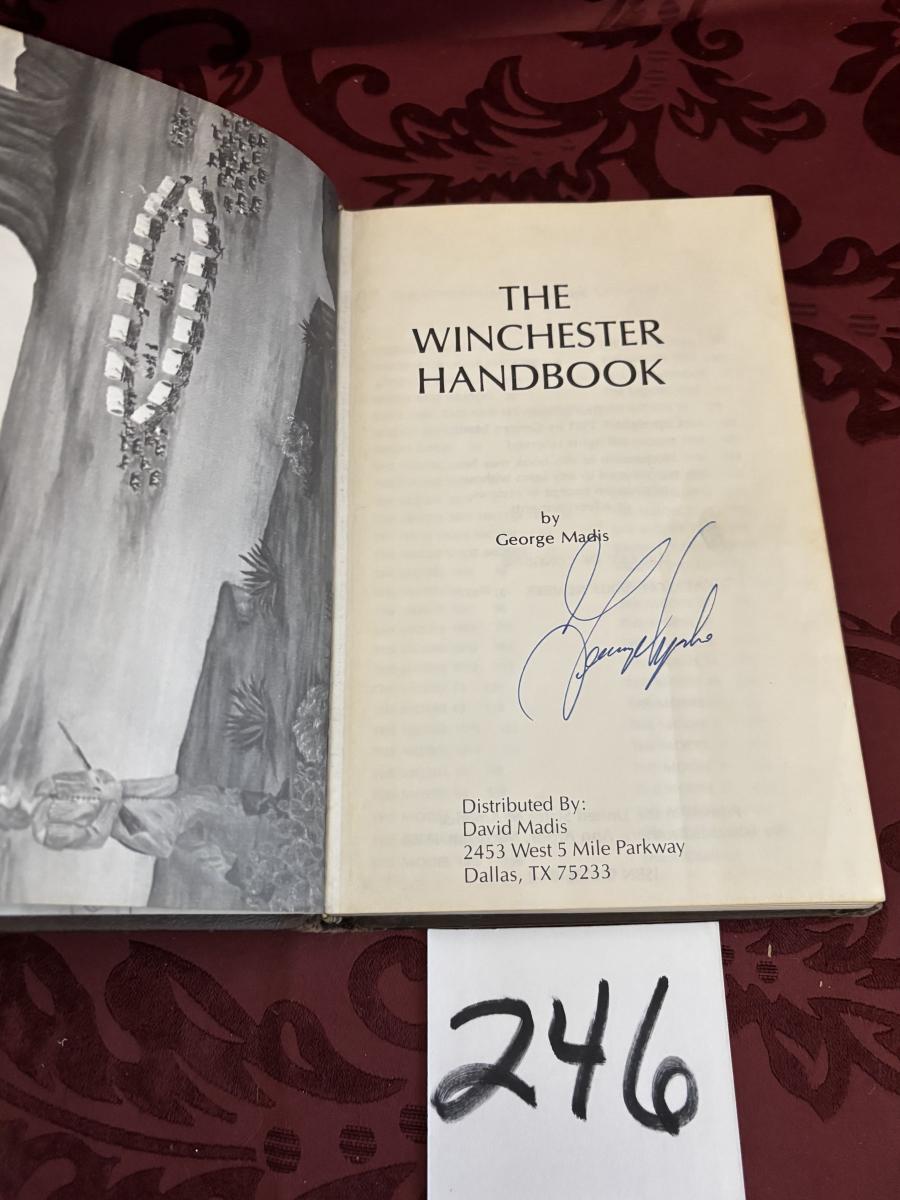 THE
WINCHESTER
HANDBOOK
by
George Madis
Distributed By:
David Madis
2453 West 5 Mile Parkway
Dallas, TX 75233
246